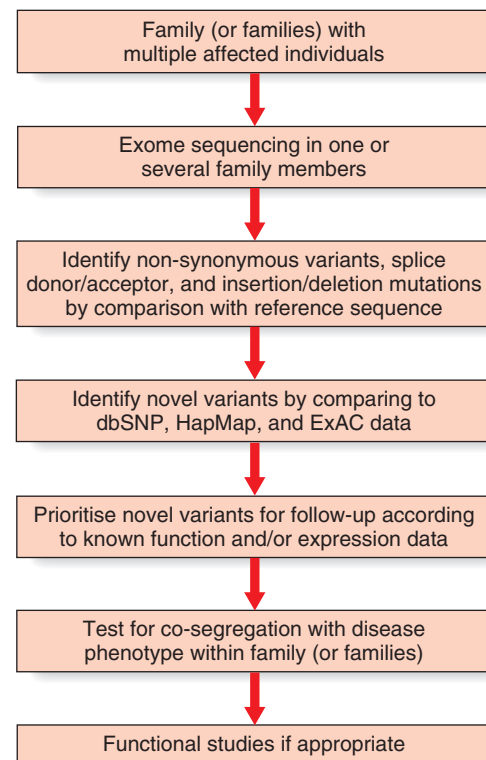 Family (or families) with
multiple affected individuals
Exome sequencing in one or
several family members
Identify non-synonymous variants, splice
donor/acceptor, and insertion/deletion mutations
by comparison with reference sequence
Identify novel variants by comparing to
dbSNP, HapMap, and ExAC data
Prioritise novel variants for follow-up according
to known function and/or expression data
Test for co-segregation with disease
phenotype within family (or families)
Functional studies if appropriate